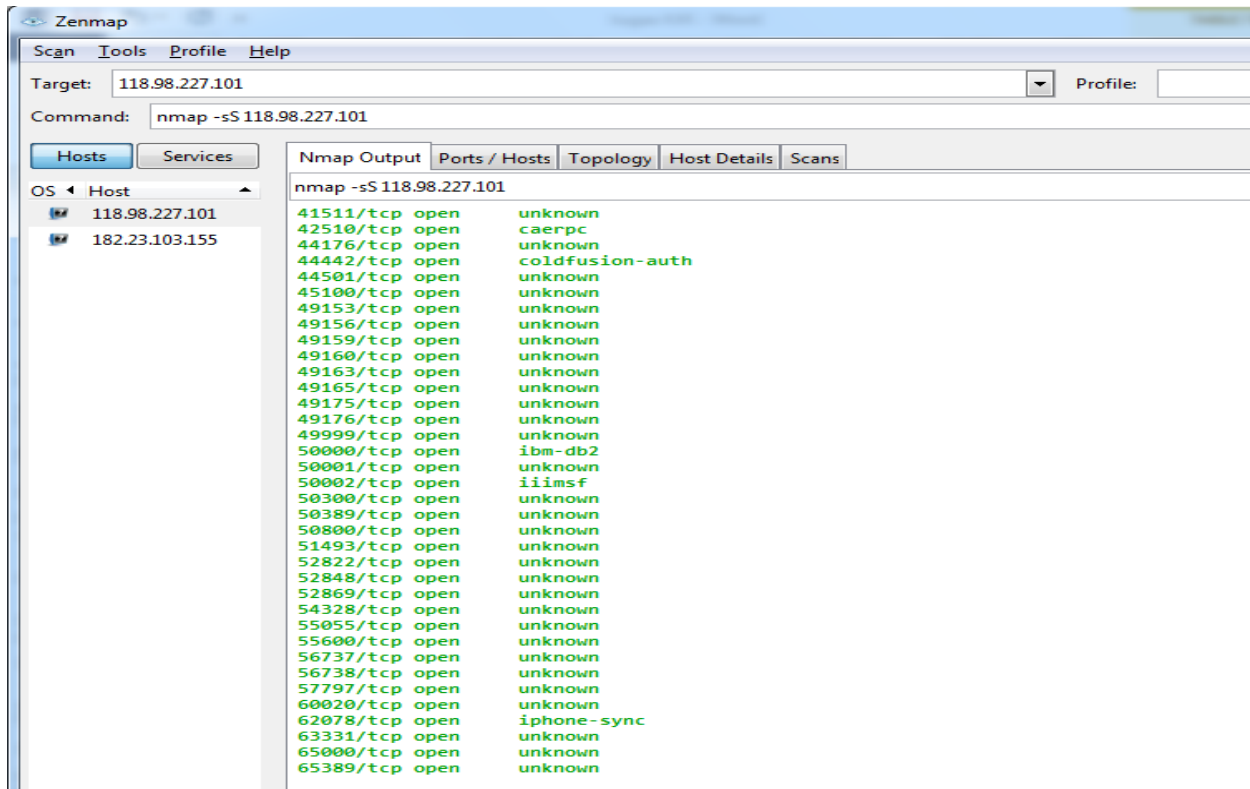 Zenmap
Scan Tools Profile Help
Target: 118.98.227.101 Profile:
Command: nmap -sS 118.98.227.101
Hosts Services
Nmap Output Ports / Hosts Topology Host Details Scans
OS Host
nmap -sS 118.98.227.101
118.98.227.101
182.23.103.155
41511/tcp open unknown
42510/tcp open caerpc
44176/tcp open unknown
44442/tcp open coldfusion-auth
44501/tcp open unknown
45100/tcp open unknown
49153/tcp open unknown
49156/tcp open unknown
49159/tcp open unknown
49160/tcp open unknown
49163/tcp open unknown
49165/tcp open unknown
49175/tcp open unknown
49176/tcp open unknown
49999/tcp open unknown
50000/tcp open ibm-db2
50001/tcp open unknown
50002/tcp open iiimsf
50300/tcp open unknown
50389/tcp open unknown
50800/tcp open unknown
51493/tcp open unknown
52822/tcp open unknown
52848/tcp open unknown
52869/tcp open unknown
54328/tcp open unknown
55055/tcp open unknown
55600/tcp open unknown
56737/tcp open unknown
56738/tcp open unknown
57797/tcp open unknown
60020/tcp open unknown
62078/tcp open iphone-sync
63331/tcp open unknown
65000/tcp open unknown
65389/tcp open unknown